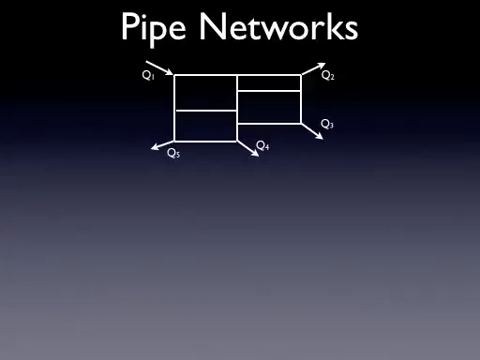 Pipe Networks
Q₁
Q₂
Q₃
Q₄
Q₅